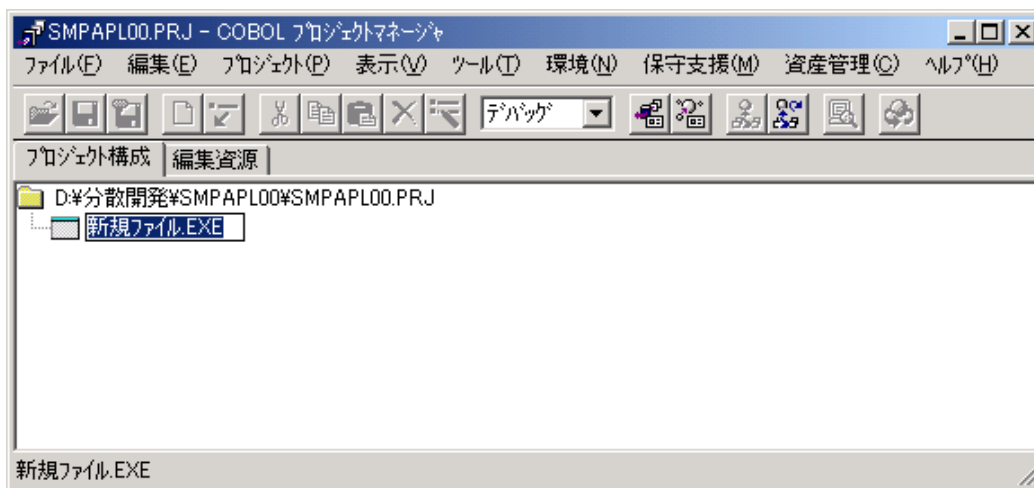 SMPAPL00.PRJ - COBOL ﾌﾟﾛｼﾞｪｸﾄﾏﾈｰｼﾞｬ
ﾌｧｲﾙ(F) 編集(E) ﾌﾟﾛｼﾞｪｸﾄ(P) 表示(V) ﾂｰﾙ(T) 環境(N) 保守支援(M) 資産管理(C) ﾍﾙﾌﾟ(H)
ﾃﾞﾊﾞｯｸﾞ
ﾌﾟﾛｼﾞｪｸﾄ構成 編集資源
D:¥分散開発¥SMPAPL00¥SMPAPL00.PRJ
新規ﾌｧｲﾙ.EXE
新規ﾌｧｲﾙ.EXE